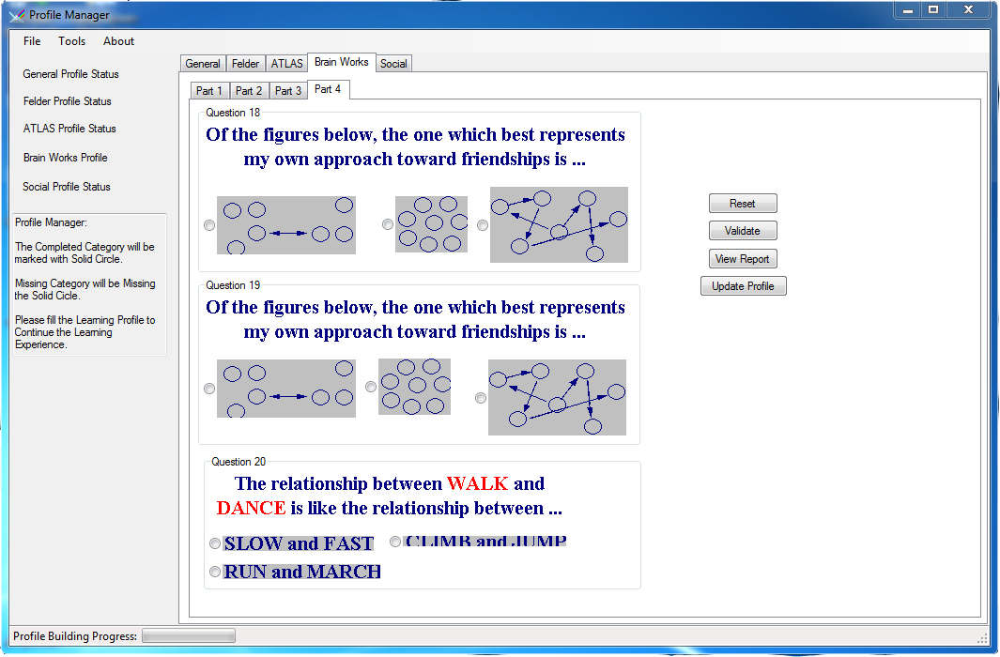 Profile Manager
File Tools About
General Profile Status
Felder Profile Status
ATLAS Profile Status
Brain Works Profile
Social Profile Status
Profile Manager:
The Completed Category will be
marked with Solid Circle.
Missing Category will be Missing
the Solid Cicle.
Please fill the Learning Profile to
Continue the Learning
Experience.
General Felder ATLAS Brain Works Social
Part 1 Part 2 Part 3 Part 4
Question 18
Of the figures below, the one which best represents
my own approach toward friendships is ...
Question 19
Of the figures below, the one which best represents
my own approach toward friendships is ...
Question 20
The relationship between WALK and
DANCE is like the relationship between ...
SLOW and FAST
CLIMB and JUMP
RUN and MARCH
Reset
Validate
View Report
Update Profile
Profile Building Progress: